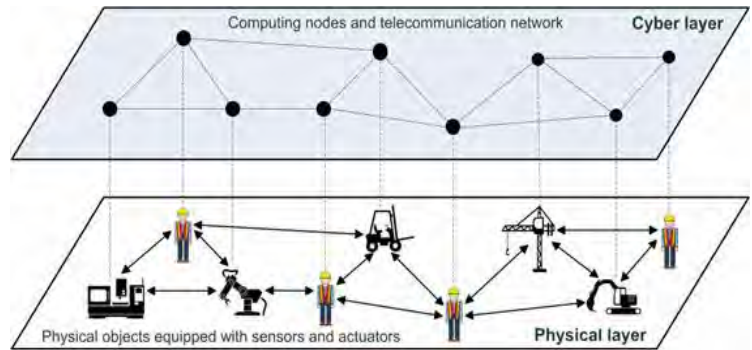 Computing nodes and telecommunication network
Cyber layer
Physical objects equipped with sensors and actuators
Physical layer